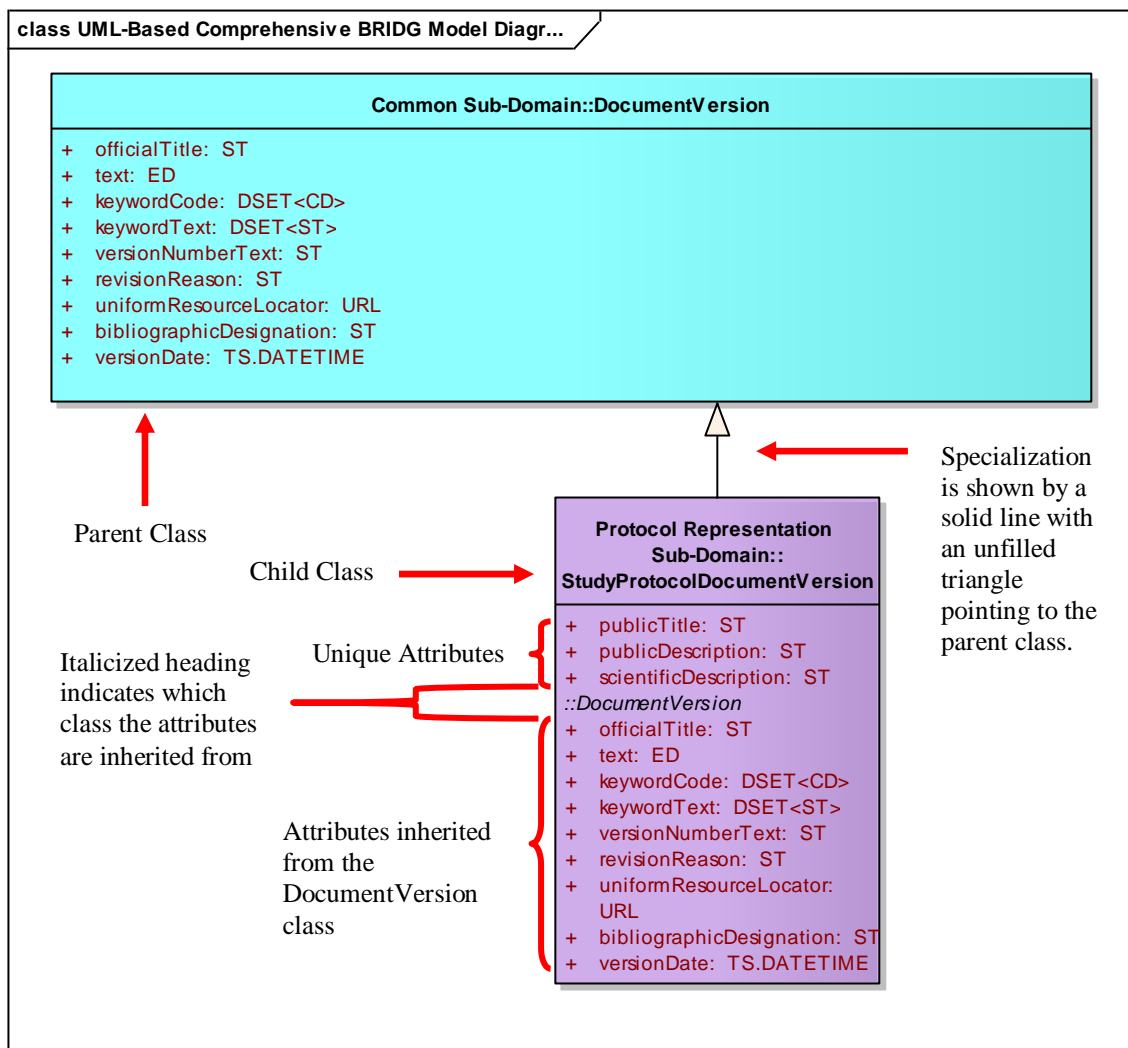 class UML-Based Comprehensive BRIDG Model Diagr...
Common Sub-Domain::DocumentVersion
+ officialTitle: ST
+ text: ED
+ keywordCode: DSET<CD>
+ keywordText: DSET<ST>
+ versionNumberText: ST
+ revisionReason: ST
+ uniformResourceLocator: URL
+ bibliographicDesignation: ST
+ versionDate: TS.DATETIME
Parent Class
Specialization
is shown by a
solid line with
an unfilled
triangle
pointing to the
parent class.
Child Class
Protocol Representation
Sub-Domain::
StudyProtocolDocumentVersion
Unique Attributes
+ publicTitle: ST
+ publicDescription: ST
+ scientificDescription: ST
Italicized heading
indicates which
class the attributes
are inherited from
::DocumentVersion
+ officialTitle: ST
+ text: ED
+ keywordCode: DSET<CD>
+ keywordText: DSET<ST>
+ versionNumberText: ST
+ revisionReason: ST
+ uniformResourceLocator:
URL
+ bibliographicDesignation: ST
+ versionDate: TS.DATETIME
Attributes inherited
from the
DocumentVersion
class